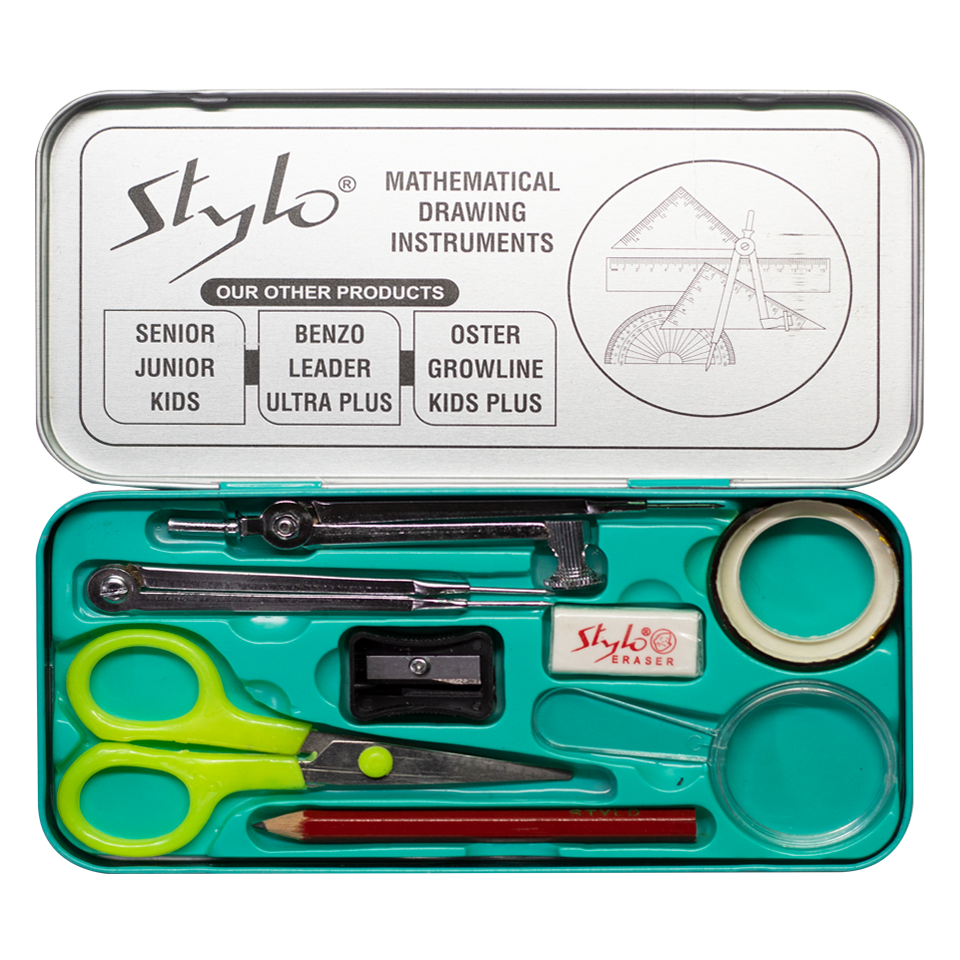 Stylo®
MATHEMATICAL
DRAWING
INSTRUMENTS
OUR OTHER PRODUCTS
SENIOR
JUNIOR
KIDS
BENZO
LEADER
ULTRA PLUS
OSTER
GROWLINE
KIDS PLUS
Stylo®
ERASER
STYLO